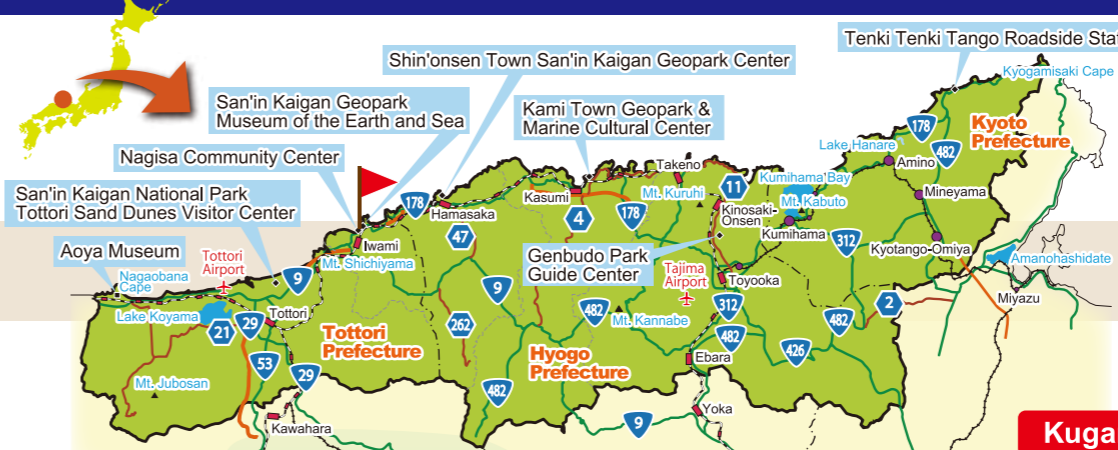 Tenki Tenki Tango Roadside Stat
Shin'onsen Town San'in Kaigan Geopark Center
Kyogamisaki Cape
San'in Kaigan Geopark
Museum of the Earth and Sea
Kami Town Geopark &
Marine Cultural Center
178
Kyoto
Prefecture
482
Lake Hanare
Nagisa Community Center
Takeno
Amino
San'in Kaigan National Park
Tottori Sand Dunes Visitor Center
178
Hamasaka
Kasumi
Mt. Kuruhi
11
Kumihama Bay
Mt. Kabuto
Mineyama
4
178
Kinosaki-
Onsen
Kumihama
47
312
Kyotango-Omiya
Aoya Museum
Iwami
Mt. Shichiyama
Genbudo Park
Guide Center
Tottori
Airport
Nagaobana
Cape
9
Tajima
Airport
Toyooka
Amanohashidate
9
Miyazu
Lake Koyama
21
29
Tottori
262
482
Mt. Kannabe
312
482
2
Tottori
Prefecture
482
426
53
29
Hyogo
Prefecture
Ebara
Mt. Jubosan
482
Yoka
Kawahara
9
Kuga